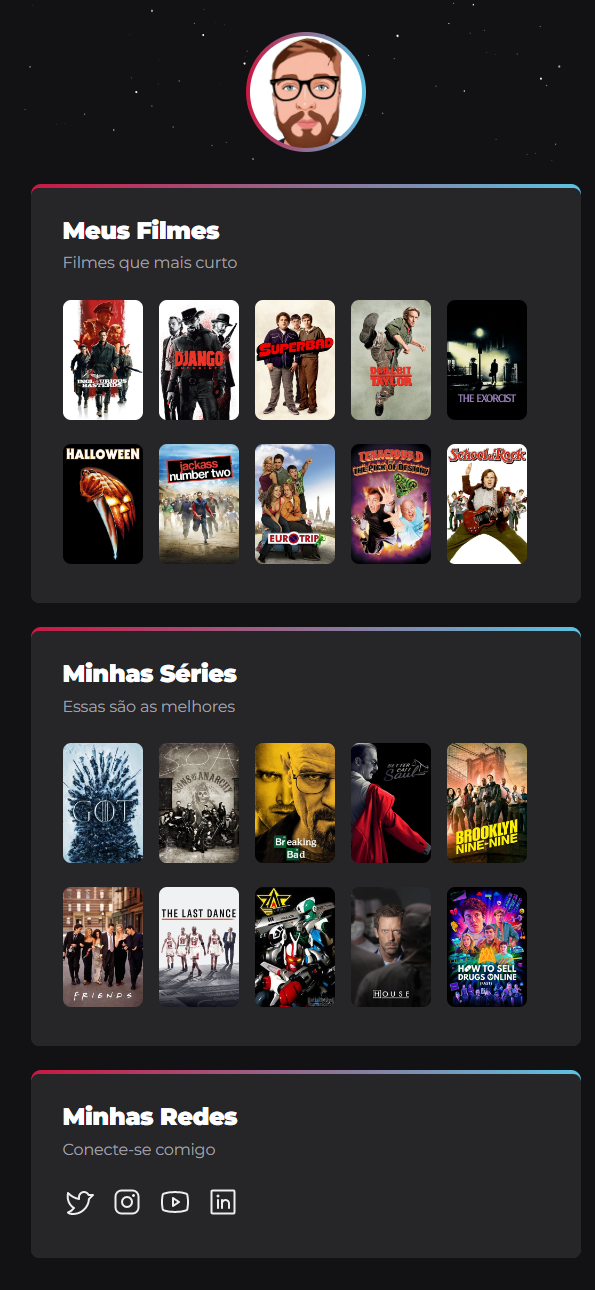 Meus Filmes
Filmes que mais curto
INGLOURIOUS
BASTERDS
DJANGO
SUPERBAD
DRILLBIT
TAYLOR
THE EXORCIST
HALLOWEEN
jackass
number two
EUROTRIP
TENACIOUS D
THE PICK OF DESTINY
School of Rock
Minhas Séries
Essas são as melhores
GOT
SOA
SONS OF ANARCHY
Breaking
Bad
BETTER
CALL
Saul
BROOKLYN
NINE-NINE
FRIENDS
THE LAST DANCE
HOUSE
HOW TO SELL
DRUGS ONLINE
(FAST)
Minhas Redes
Conecte-se comigo
in